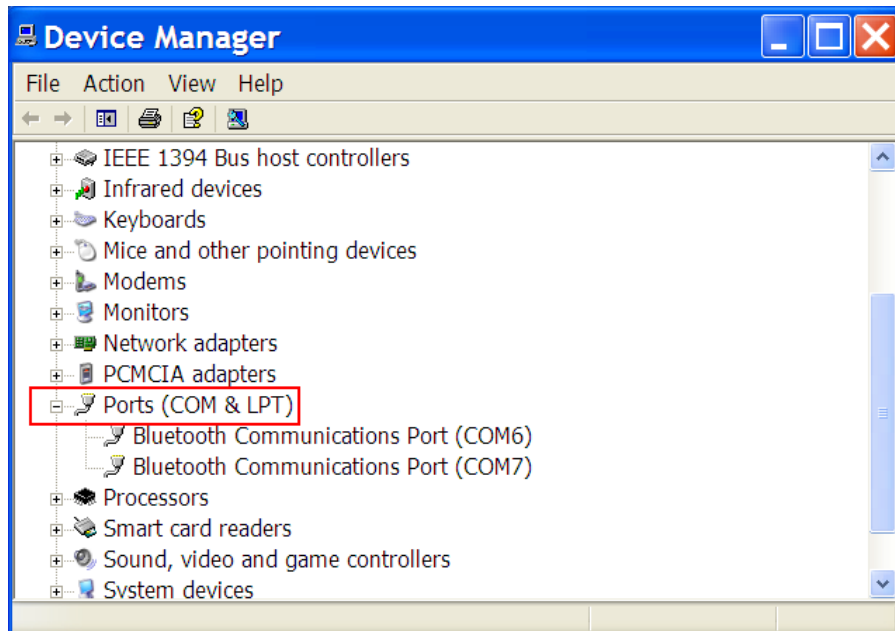 Device Manager
File Action View Help
IEEE 1394 Bus host controllers
Infrared devices
Keyboards
Mice and other pointing devices
Modems
Monitors
Network adapters
PCMCIA adapters
Ports (COM & LPT)
Bluetooth Communications Port (COM6)
Bluetooth Communications Port (COM7)
Processors
Smart card readers
Sound, video and game controllers
System devices